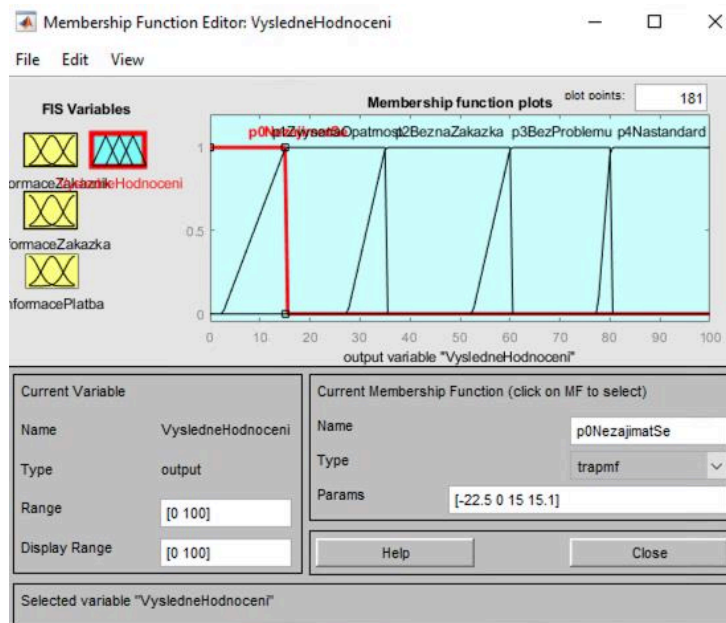 Membership Function Editor: VysledneHodnoceni
File Edit View
FIS Variables
Membership function plots
plot points:
181
p2BeznaZakazka
p3BezProblemu
p4Nastandard
formaceZakaznik
formaceZakazka
nformacePlatba
1
0.5
0
0 10 20 30 40 50 60 70 80 90 100
output variable "VysledneHodnoceni"
Current Variable
Name VysledneHodnoceni
Type output
Range [0 100]
Display Range [0 100]
Current Membership Function (click on MF to select)
Name p0NezajimatSe
Type trapmf
Params [-22.5 0 15 15.1]
Help Close
Selected variable "VysledneHodnoceni"